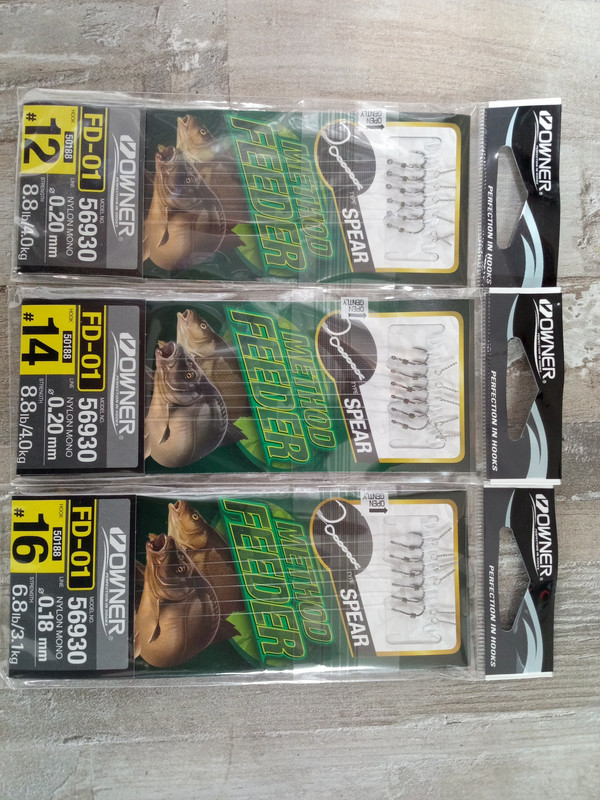 OWNER
PERFECTION IN HOOKS
OPEN GENTLY
TYPE SPEAR
METHOD
FEEDER
OWNER
FD-01
MODEL NO.
56930
HOOK
50188
LINE
NYLON MONO
#12
ø 0.20 mm
STRENGTH
8.8lb/4.0kg
OWNER
PERFECTION IN HOOKS
OPEN GENTLY
TYPE SPEAR
METHOD
FEEDER
OWNER
FD-01
MODEL NO.
56930
HOOK
50188
LINE
NYLON MONO
#14
ø 0.20 mm
STRENGTH
8.8lb/4.0kg
OWNER
PERFECTION IN HOOKS
OPEN GENTLY
TYPE SPEAR
METHOD
FEEDER
OWNER
FD-01
MODEL NO.
56930
HOOK
50188
LINE
NYLON MONO
#16
ø 0.18 mm
STRENGTH
6.8lb/3.1kg